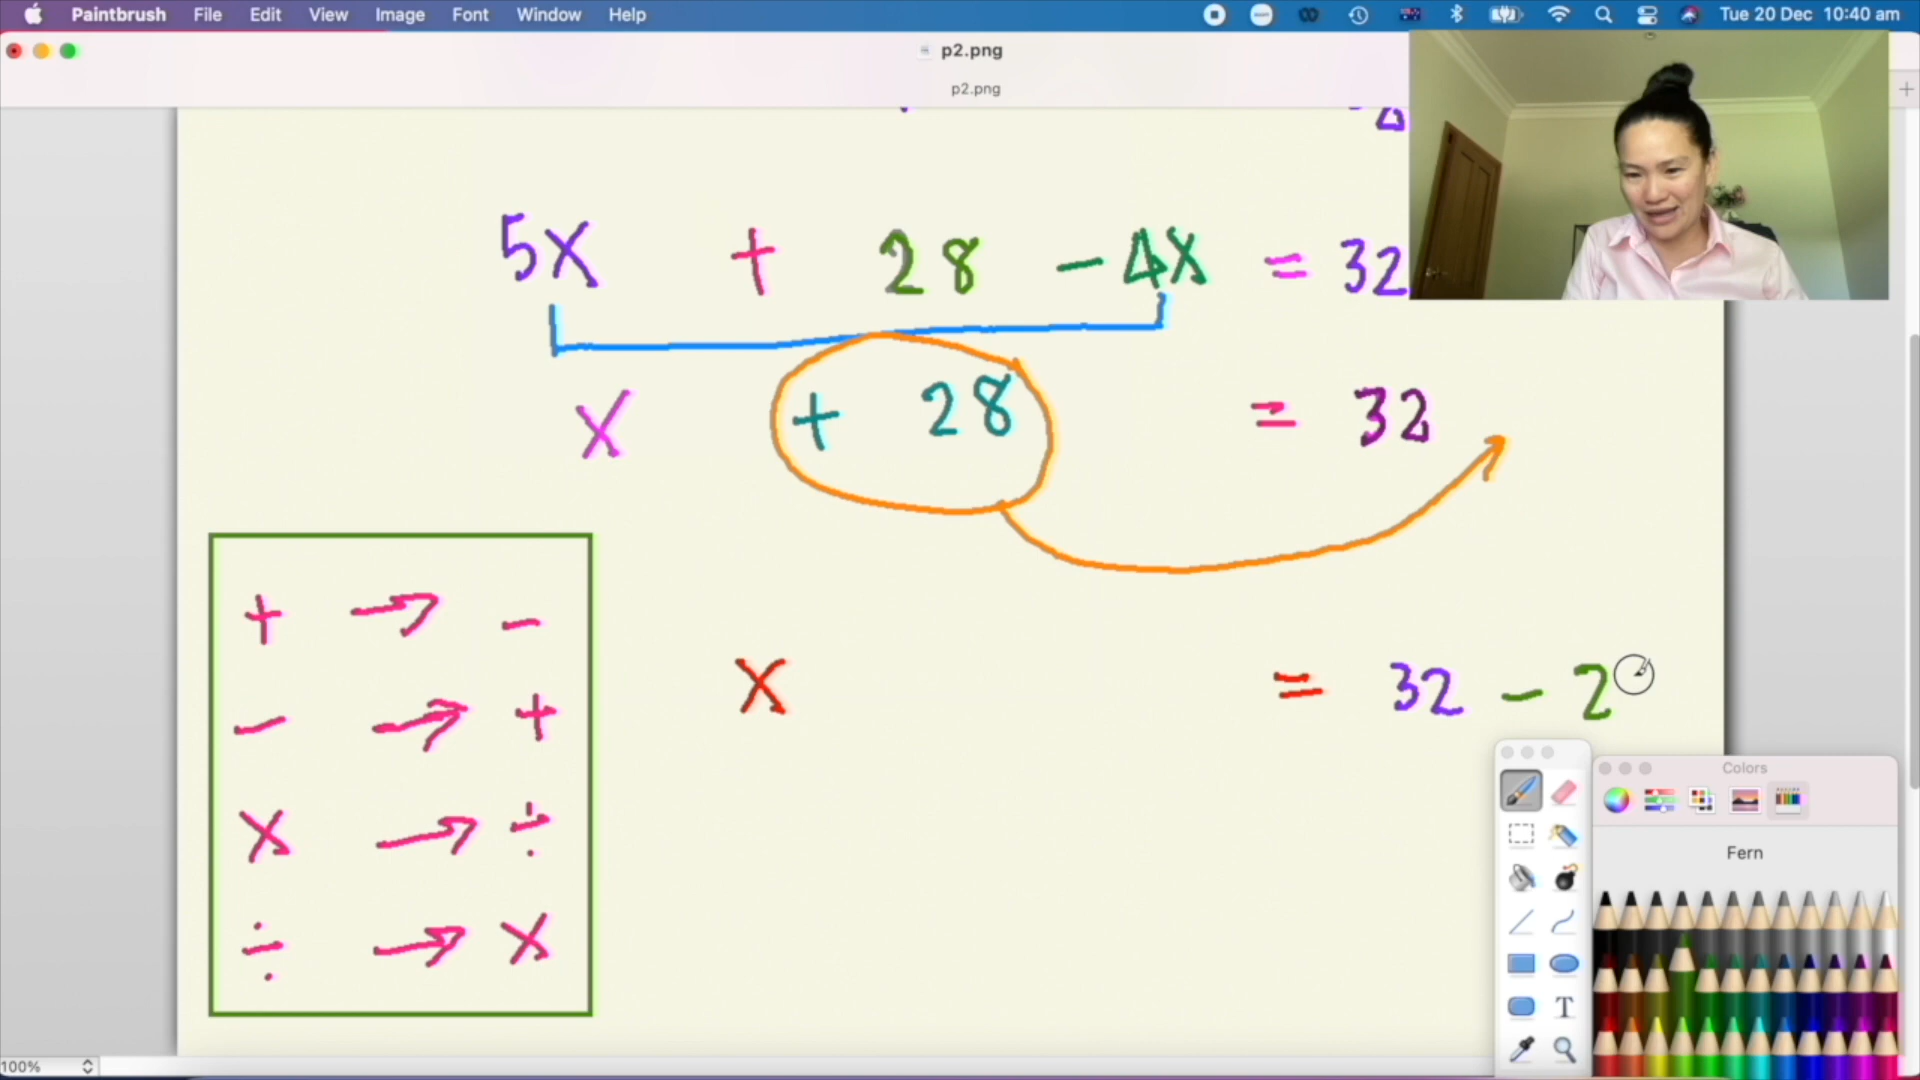 Paintbrush File Edit View Image Font Window Help Tue 20 Dec 10:40 am
p2.png
p2.png
5X + 28 - 4X = 32
X + 28 = 32
+ → -
X = 32 - 2
- → +
X → ÷
÷ → X
Colors
Fern
T
100%